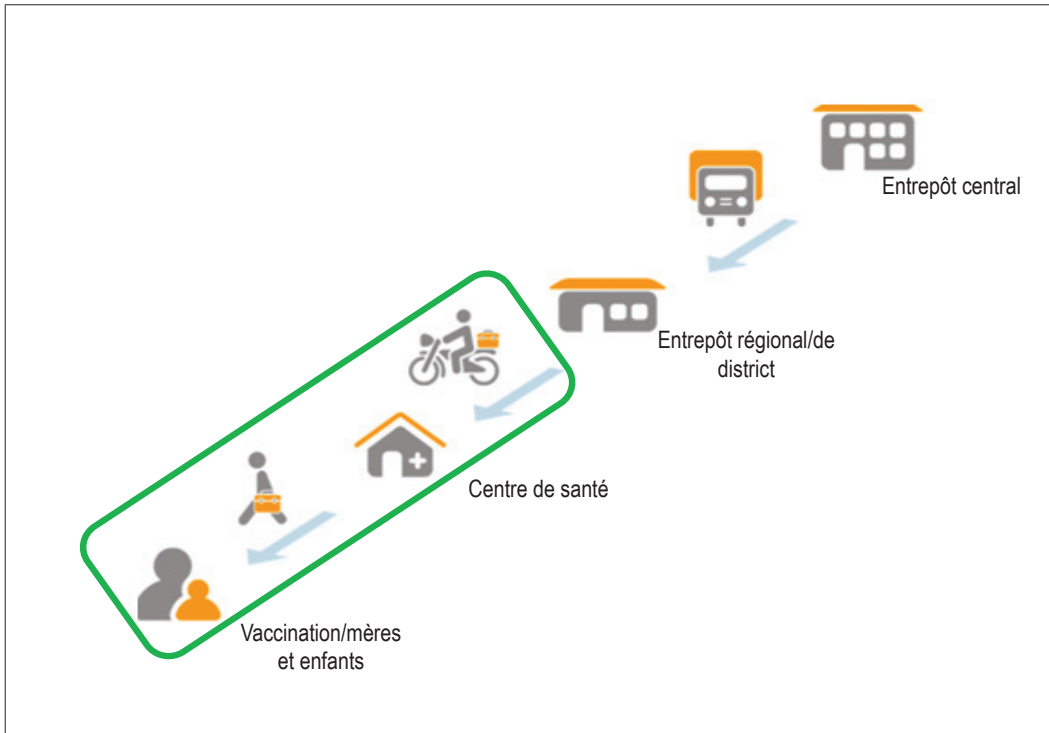 Entrepôt central
Entrepôt régional/de
district
Centre de santé
Vaccination/mères
et enfants